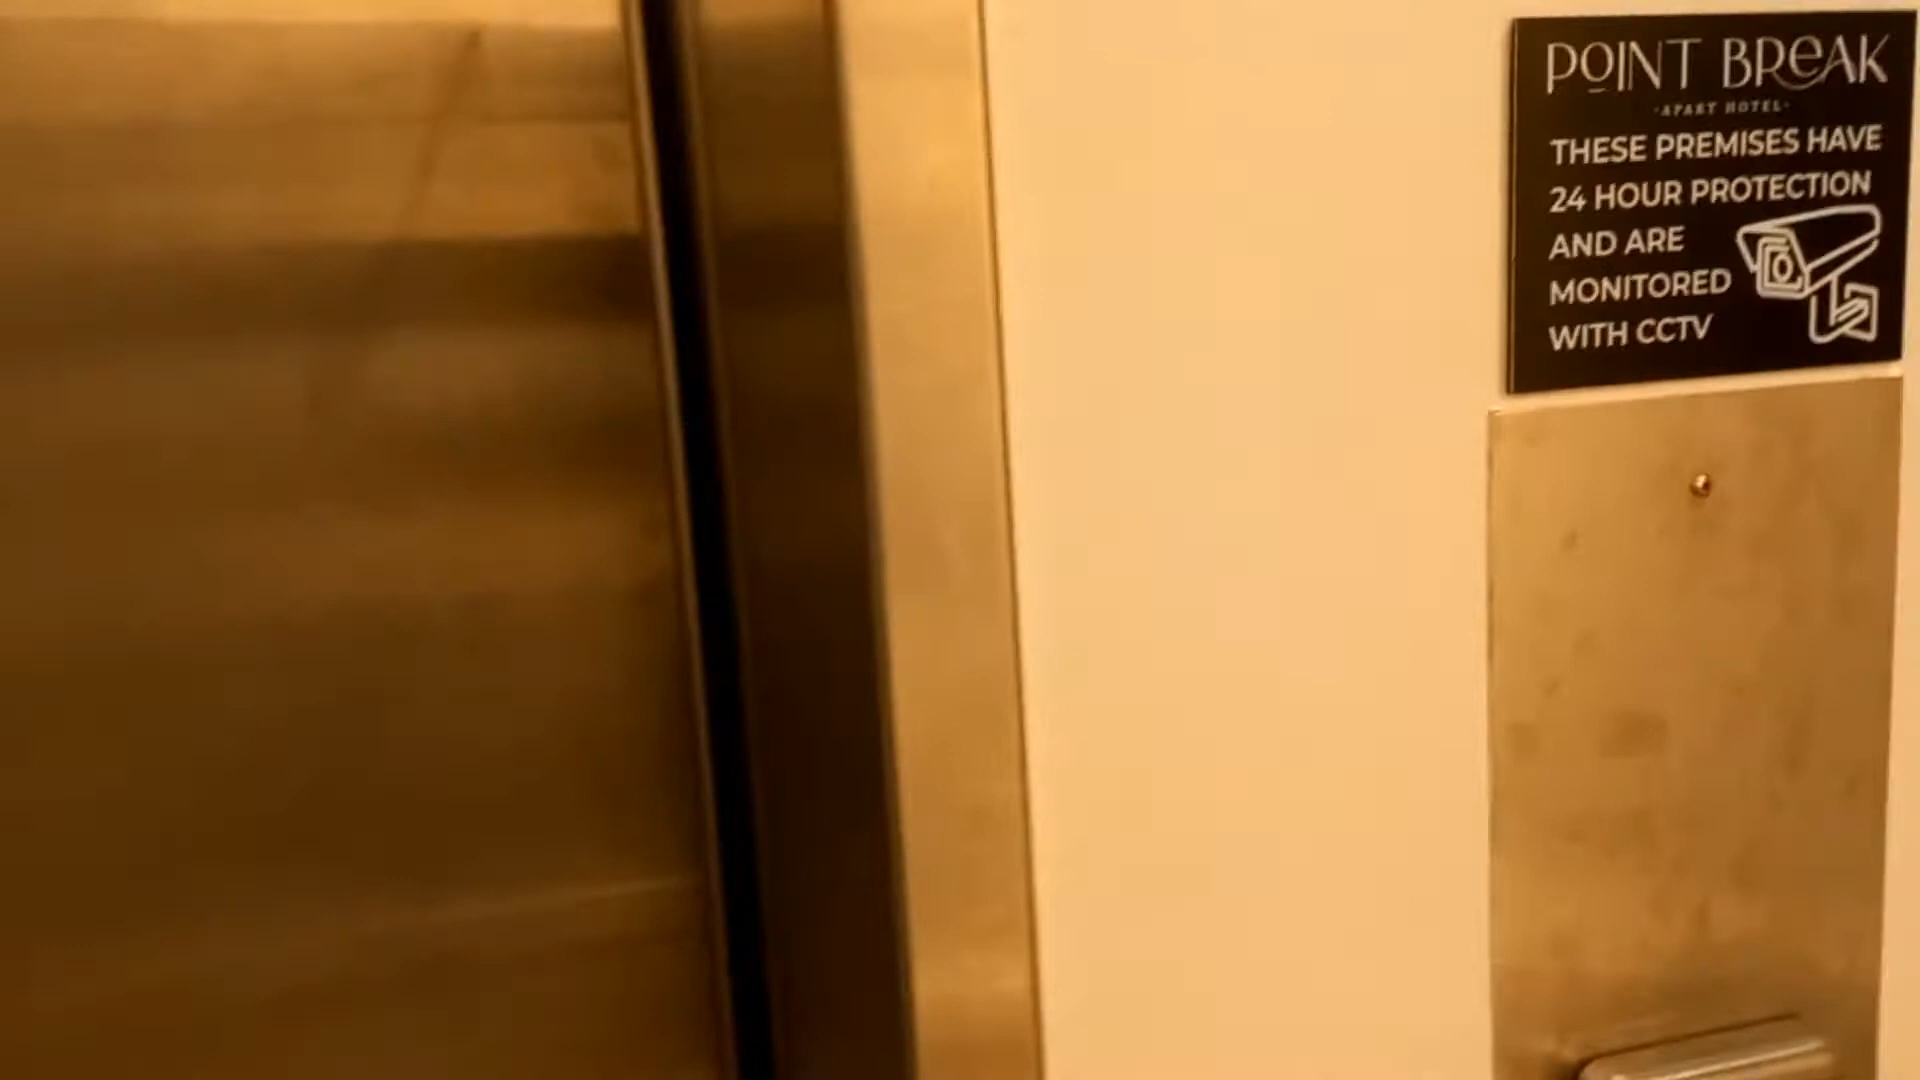 POINT BREAK
·APART HOTEL·
THESE PREMISES HAVE
24 HOUR PROTECTION
AND ARE
MONITORED
WITH CCTV